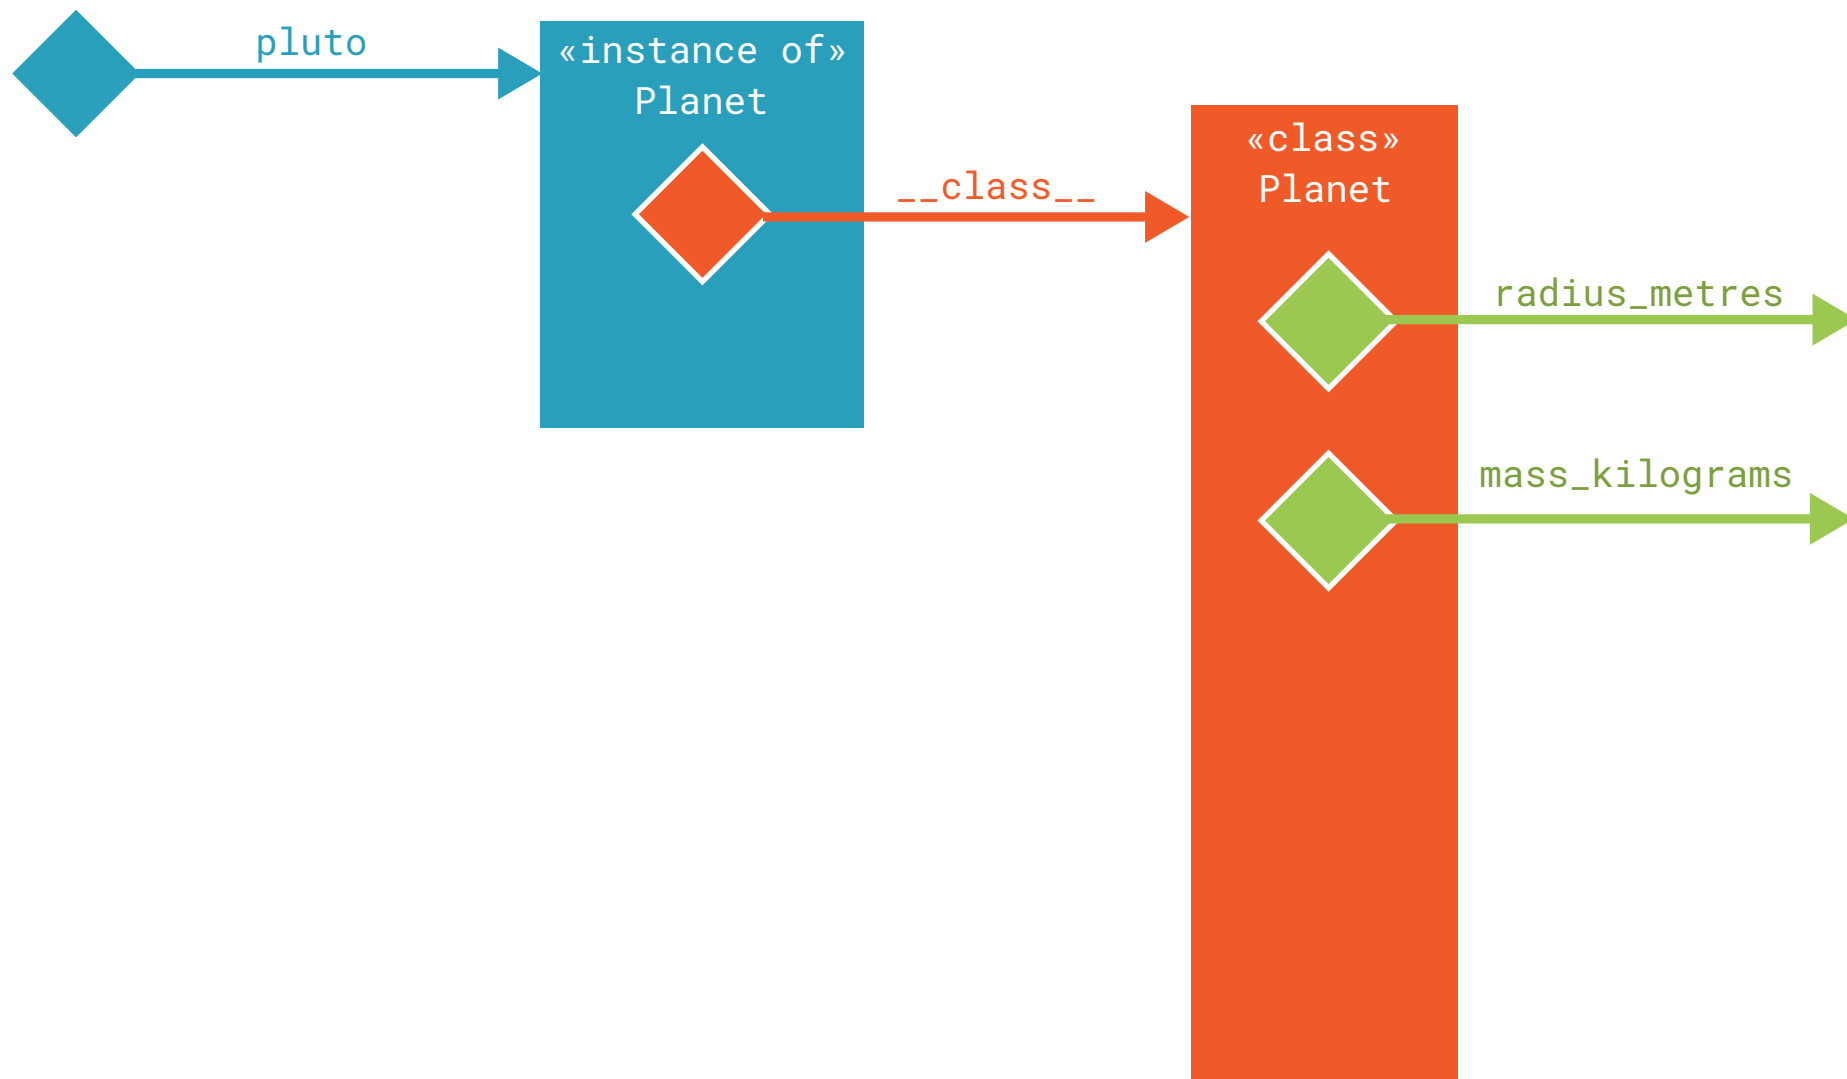 pluto
«instance of»
Planet
__class__
«class»
Planet
radius_metres
mass_kilograms